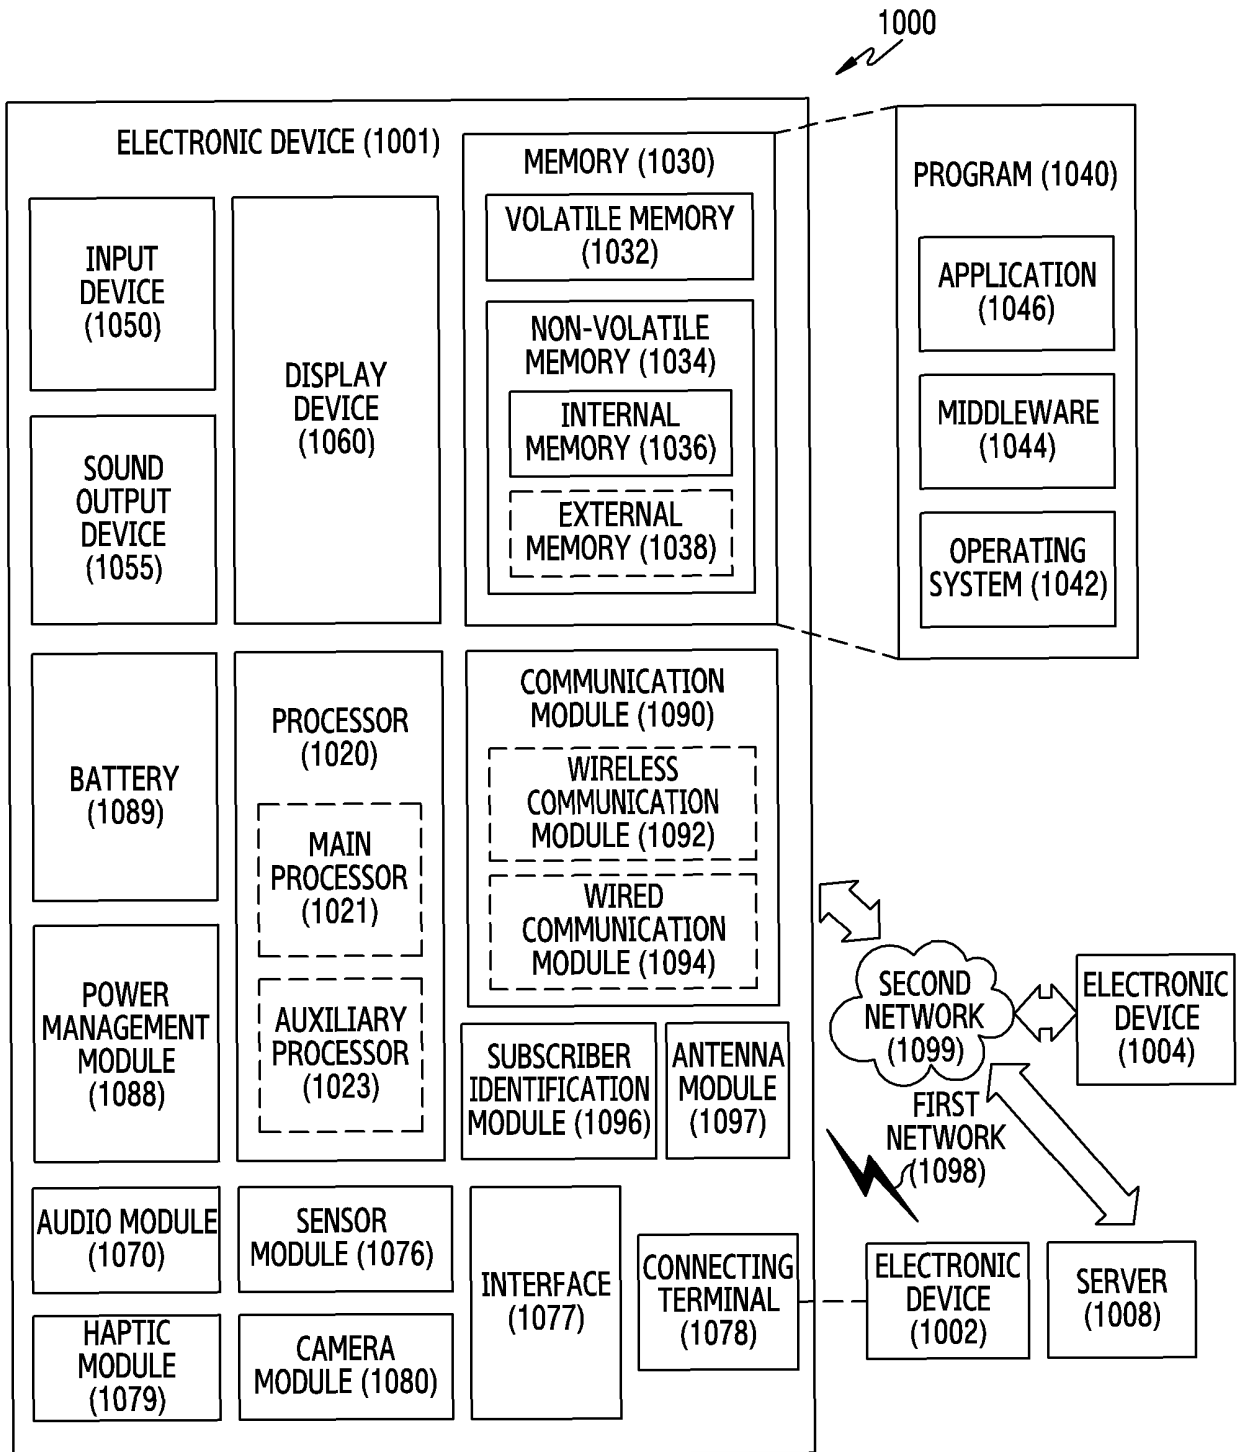 1000
ELECTRONIC DEVICE (1001)
INPUT
DEVICE
(1050)
SOUND
OUTPUT
DEVICE
(1055)
DISPLAY
DEVICE
(1060)
MEMORY (1030)
VOLATILE MEMORY
(1032)
NON-VOLATILE
MEMORY (1034)
INTERNAL
MEMORY (1036)
EXTERNAL
MEMORY (1038)
PROGRAM (1040)
APPLICATION
(1046)
MIDDLEWARE
(1044)
OPERATING
SYSTEM (1042)
BATTERY
(1089)
POWER
MANAGEMENT
MODULE
(1088)
PROCESSOR
(1020)
MAIN
PROCESSOR
(1021)
AUXILIARY
PROCESSOR
(1023)
COMMUNICATION
MODULE (1090)
WIRELESS
COMMUNICATION
MODULE (1092)
WIRED
COMMUNICATION
MODULE (1094)
SUBSCRIBER
IDENTIFICATION
MODULE (1096)
ANTENNA
MODULE
(1097)
SECOND
NETWORK
(1099)
ELECTRONIC
DEVICE
(1004)
FIRST
NETWORK
(1098)
AUDIO MODULE
(1070)
SENSOR
MODULE (1076)
HAPTIC
MODULE
(1079)
CAMERA
MODULE (1080)
INTERFACE
(1077)
CONNECTING
TERMINAL
(1078)
ELECTRONIC
DEVICE
(1002)
SERVER
(1008)